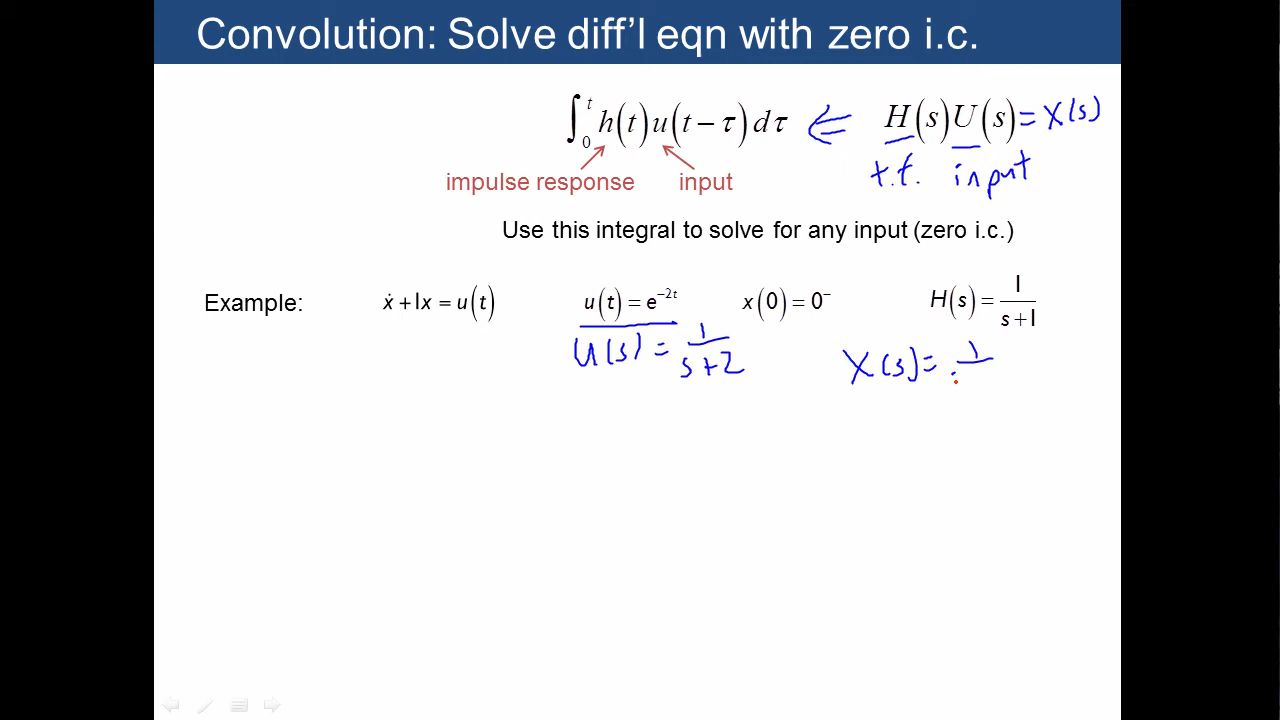 Convolution: Solve diff'l eqn with zero i.c.
∫₀ᵗ h(t)u(t−τ)dτ ⇐ H(s)U(s) = X(s)
impulse response input t.f. input
Use this integral to solve for any input (zero i.c.)
Example: ẋ + 1x = u(t) u(t) = e^{−2t} x(0) = 0⁻ H(s) = 1/(s+1)
U(s) = 1/(s+2) X(s) = 1